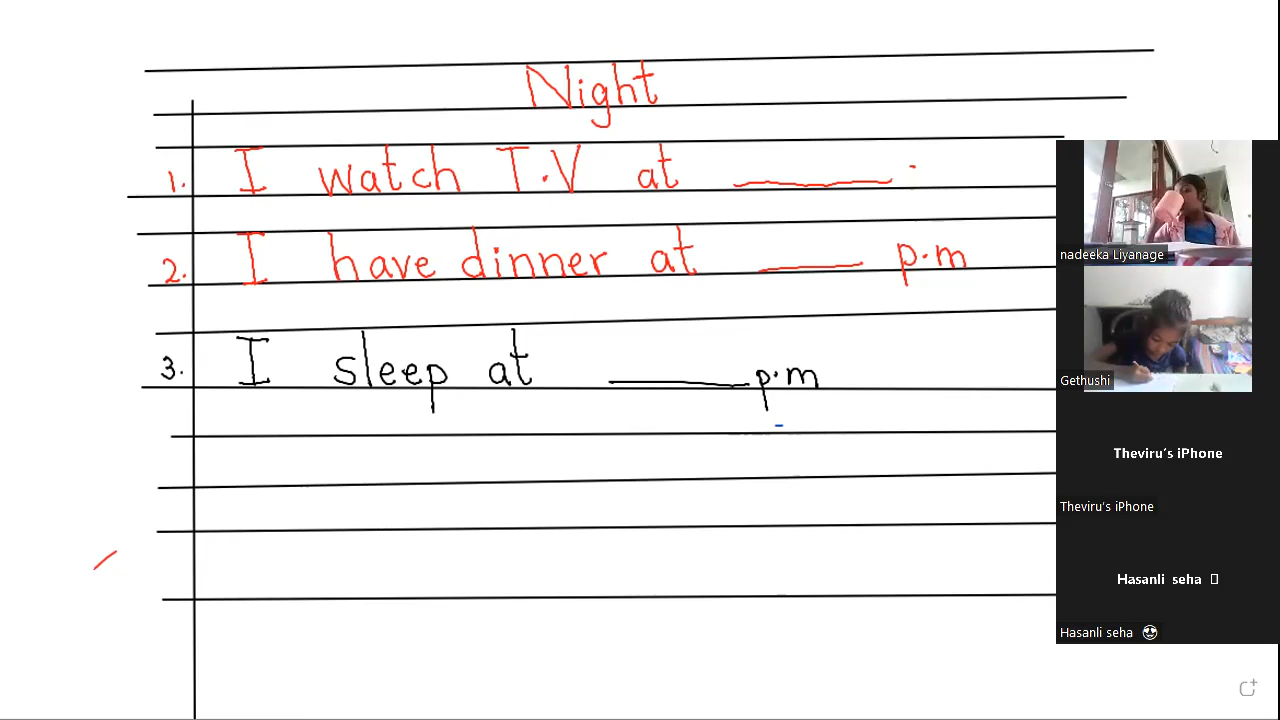 Night
1. I watch T.V at ______ .
2. I have dinner at ______ p.m
3. I sleep at ______ p.m
nadeeka Liyanage
Gethushi
Theviru's iPhone
Theviru's iPhone
Hasanli seha
Hasanli seha 😍